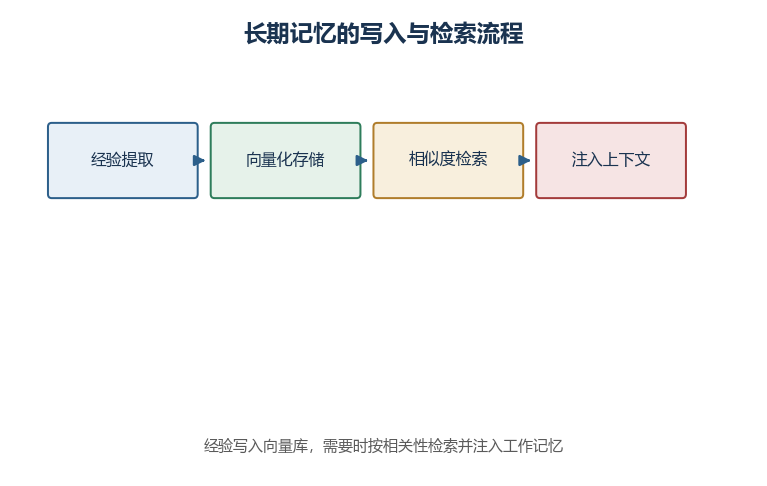 长期记忆的写入与检索流程
经验提取
向量化存储
相似度检索
注入上下文
经验写入向量库，需要时按相关性检索并注入工作记忆